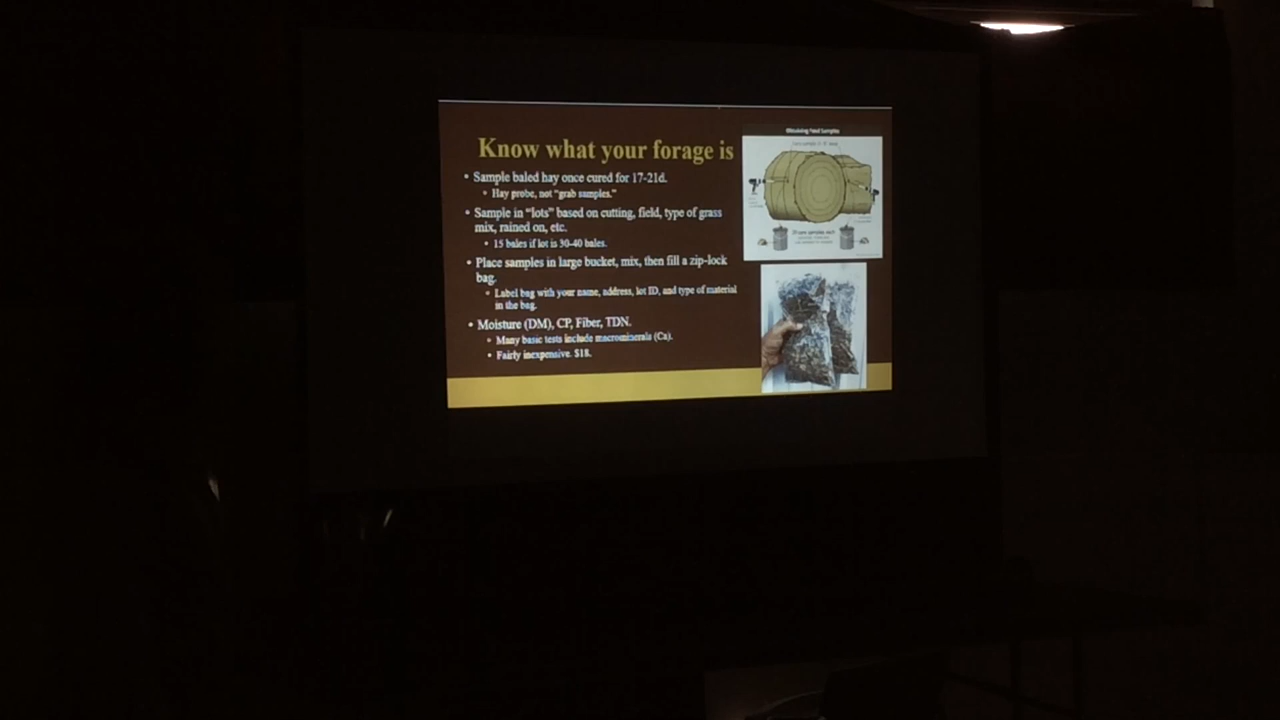 Know what your forage is
• Sample baled hay once cured for 17-21d.
• Hay probe, not "grab samples."
• Sample in "lots" based on cutting, field, type of grass
mix, rained on, etc.
• 15 bales if lot is 30-40 bales.
• Place samples in large bucket, mix, then fill a zip-lock
bag.
• Label bag with your name, address, lot ID, and type of material
in the bag.
• Moisture (DM), CP, Fiber, TDN.
• Many basic tests include macrominerals (Ca).
• Fairly inexpensive. $18.
Feed Samples